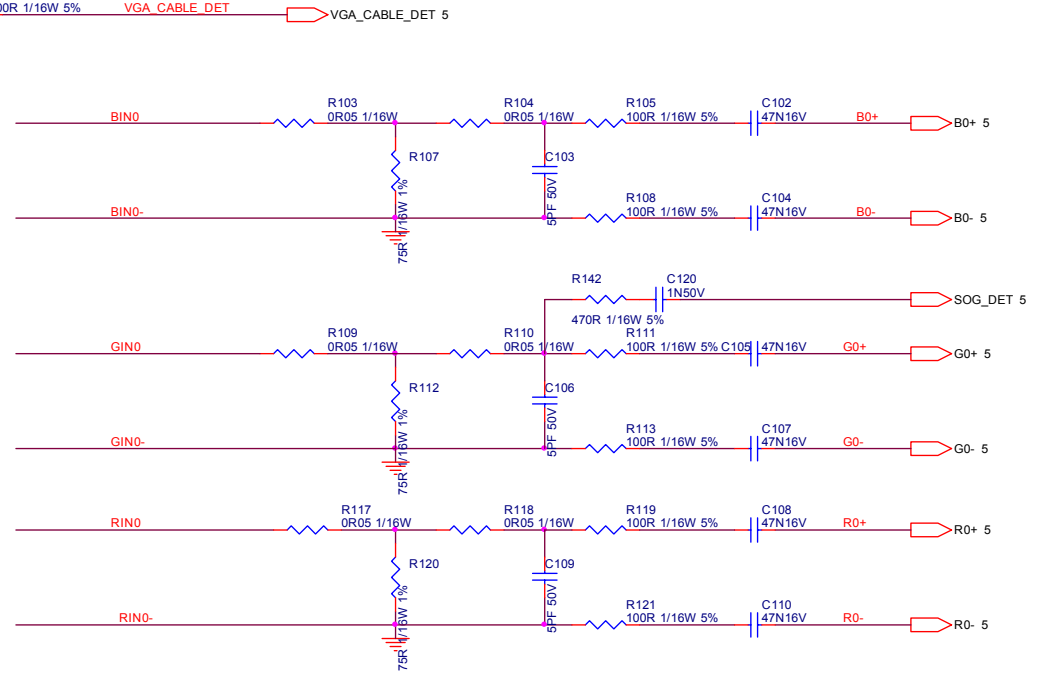 00R 1/16W 5% VGA_CABLE_DET VGA_CABLE_DET 5
R103 R104 R105 C102
BIN0 0R05 1/16W 0R05 1/16W 100R 1/16W 5% 47N16V B0+ B0+ 5
R107 C103
75R 1/16W 1% 5PF 50V
R108 C104
BIN0- 100R 1/16W 5% 47N16V B0- B0- 5
R142 C120
1N50V SOG_DET 5
470R 1/16W 5%
R109 R110 R111
GIN0 0R05 1/16W 0R05 1/16W 100R 1/16W 5% C105 47N16V G0+ G0+ 5
R112 C106
75R 1/16W 1% 5PF 50V
R113 C107
GIN0- 100R 1/16W 5% 47N16V G0- G0- 5
R117 R118 R119 C108
RIN0 0R05 1/16W 0R05 1/16W 100R 1/16W 5% 47N16V R0+ R0+ 5
R120 C109
75R 1/16W 1% 5PF 50V
R121 C110
RIN0- 100R 1/16W 5% 47N16V R0- R0- 5